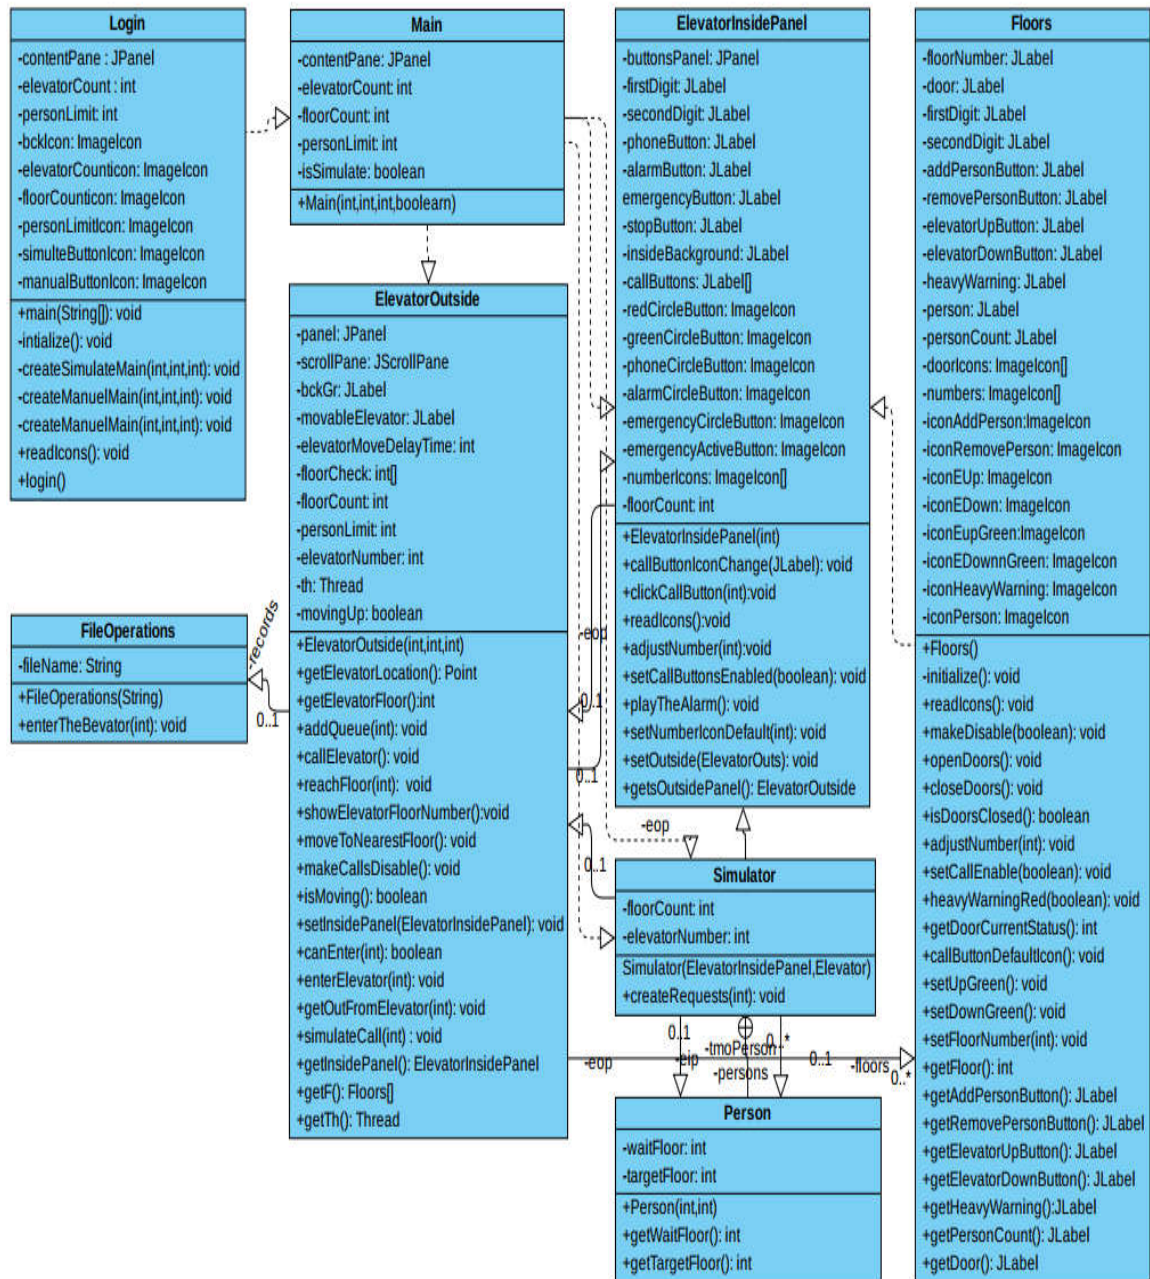 Login
-contentPane : JPanel
-elevatorCount : int
-personLimit: int
-bckIcon: ImageIcon
-elevatorCounticon: ImageIcon
-floorCounticon: ImageIcon
-personLimitIcon: ImageIcon
-simulteButtonIcon: ImageIcon
-manualButtonIcon: ImageIcon
+main(String[]): void
-intialize(): void
-createSimulateMain(int,int,int): void
-createManuelMain(int,int,int): void
-createManuelMain(int,int,int): void
+readIcons(): void
+login()
Main
-contentPane: JPanel
-elevatorCount: int
-floorCount: int
-personLimit: int
-isSimulate: boolean
+Main(int,int,int,boolearn)
ElevatorOutside
-panel: JPanel
-scrollPane: JScrollPane
-bckGr: JLabel
-movableElevator: JLabel
-elevatorMoveDelayTime: int
-floorCheck: int[]
-floorCount: int
-personLimit: int
-elevatorNumber: int
-th: Thread
-movingUp: boolean
+ElevatorOutside(int,int,int)
+getElevatorLocation(): Point
+getElevatorFloor():int
+addQueue(int): void
+callElevator(): void
+reachFloor(int): void
+showElevatorFloorNumber():void
+moveToNearestFloor(): void
+makeCallsDisable(): void
+isMoving(): boolean
+setInsidePanel(ElevatorInsidePanel): void
+canEnter(int): boolean
+enterElevator(int): void
+getOutFromElevator(int): void
+simulateCall(int) : void
+getInsidePanel(): ElevatorInsidePanel
+getF(): Floors[]
+getTh(): Thread
FileOperations
-fileName: String
+FileOperations(String)
+enterTheBevator(int): void
-records
0..1
ElevatorInsidePanel
-buttonsPanel: JPanel
-firstDigit: JLabel
-secondDigit: JLabel
-phoneButton: JLabel
-alarmButton: JLabel
emergencyButton: JLabel
-stopButton: JLabel
-insideBackground: JLabel
-callButtons: JLabel[]
-redCircleButton: ImageIcon
-greenCircleButton: ImageIcon
-phoneCircleButton: ImageIcon
-alarmCircleButton: ImageIcon
-emergencyCircleButton: ImageIcon
-emergencyActiveButton: ImageIcon
-numberIcons: ImageIcon[]
-floorCount: int
+ElevatorInsidePanel(int)
+callButtonIconChange(JLabel): void
+clickCallButton(int):void
+readIcons():void
+adjustNumber(int):void
+setCallButtonsEnabled(boolean): void
+playTheAlarm(): void
+setNumberIconDefault(int): void
+setOutside(ElevatorOuts): void
+getsOutsidePanel(): ElevatorOutside
-eop
0.1
0.1
-eop
0..1
Simulator
-floorCount: int
-elevatorNumber: int
Simulator(ElevatorInsidePanel,Elevator)
+createRequests(int): void
0..1
0..*
-tmoPerson
-eop
-eip
-persons
0..1
-floors
0..*
Person
-waitFloor: int
-targetFloor: int
+Person(int,int)
+getWaitFloor(): int
+getTargetFloor(): int
Floors
-floorNumber: JLabel
-door: JLabel
-firstDigit: JLabel
-secondDigit: JLabel
-addPersonButton: JLabel
-removePersonButton: JLabel
-elevatorUpButton: JLabel
-elevatorDownButton: JLabel
-heavyWarning: JLabel
-person: JLabel
-personCount: JLabel
-doorIcons: ImageIcon[]
-numbers: ImageIcon[]
-iconAddPerson:ImageIcon
-iconRemovePerson: ImageIcon
-iconEUp: ImageIcon
-iconEDown: ImageIcon
-iconEupGreen:ImageIcon
-iconEDownnGreen: ImageIcon
-iconHeavyWarning: ImageIcon
-iconPerson: ImageIcon
+Floors()
-initialize(): void
-readIcons(): void
+makeDisable(boolean): void
+openDoors(): void
+closeDoors(): void
+isDoorsClosed(): boolean
+adjustNumber(int): void
+setCallEnable(boolean): void
+heavyWarningRed(boolean): void
+getDoorCurrentStatus(): int
+callButtonDefaultIcon(): void
+setUpGreen(): void
+setDownGreen(): void
+setFloorNumber(int): void
+getFloor(): int
+getAddPersonButton(): JLabel
+getRemovePersonButton(): JLabel
+getElevatorUpButton(): JLabel
+getElevatorDownButton(): JLabel
+getHeavyWarning():JLabel
+getPersonCount(): JLabel
+getDoor(): JLabel